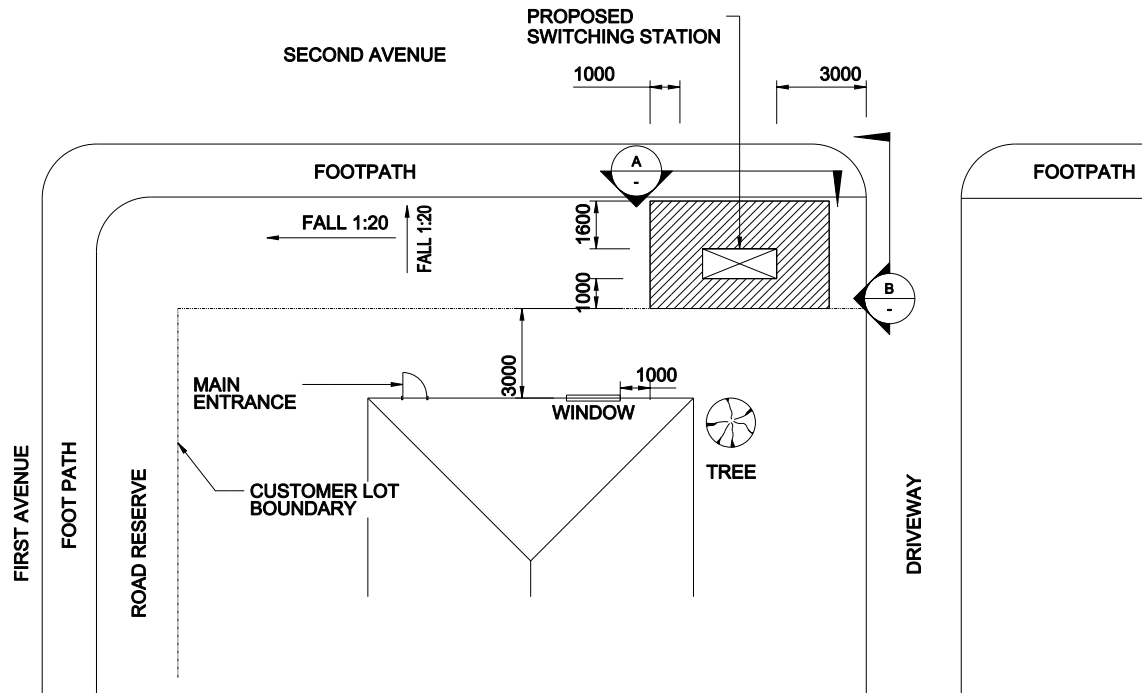 PROPOSED
SWITCHING STATION
SECOND AVENUE
1000
3000
FOOTPATH
A
-
FOOTPATH
FALL 1:20
FALL 1:20
1600
1000
B
-
3000
1000
MAIN
ENTRANCE
WINDOW
TREE
CUSTOMER LOT
BOUNDARY
FIRST AVENUE
FOOT PATH
ROAD RESERVE
DRIVEWAY